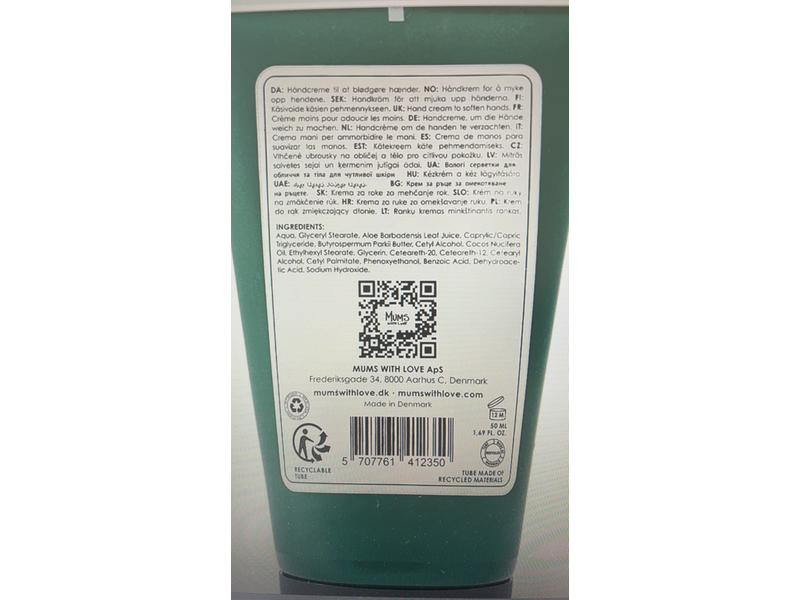 DA: Håndcreme til at blødgøre hænder. NO: Håndkrem for å myke
opp hendene. SEK: Handkräm för att mjuka upp händerna. FI:
Käsivoide käsien pehmennykseen. UK: Hand cream to soften hands. FR:
Crème mains pour adoucir les mains. DE: Handcreme, um die Hände
weich zu machen. NL: Handcrème om de handen te verzachten. IT:
Crema mani per ammorbidire le mani. ES: Crema de manos para
suavizar las manos. EST: Kätekreem käte pehmendamiseks. CZ:
Vlhčené ubrousky na obličej a tělo pro citlivou pokožku. LV: Mitrās
salvetes sejai un ķermenim jutīgai ādai. UA: Вологі серветки для
обличчя та тіла для чутливої шкіри HU: Kézkrém a kéz lágyítására
UAE: BG: Крем за ръце за омекотяване
на ръцете. SK: Krema za roke za mehčanje rok. SLO: Krém na ruky
na zmäkčenie rúk. HR: Krema za ruke za omekšavanje ruku. PL: Krem
do rąk zmiękczający dłonie. LT: Rankų kremas minkštinantis rankas.
INGREDIENTS:
Aqua, Glyceryl Stearate, Aloe Barbadensis Leaf Juice, Caprylic/Capric
Triglyceride, Butyrospermum Parkii Butter, Cetyl Alcohol, Cocos Nucifera
Oil, Ethylhexyl Stearate, Glycerin, Ceteareth-20, Ceteareth-12, Cetearyl
Alcohol, Cetyl Palmitate, Phenoxyethanol, Benzoic Acid, Dehydroace-
tic Acid, Sodium Hydroxide.
MUMS
WITH LOVE
MUMS WITH LOVE ApS
Frederiksgade 34, 8000 Aarhus C, Denmark
mumswithlove.dk · mumswithlove.com
Made in Denmark
12 M
50 ML
1,69 FL. OZ.
5 707761 412350
RECYCLABLE
TUBE
TUBE MADE OF
RECYCLED MATERIALS